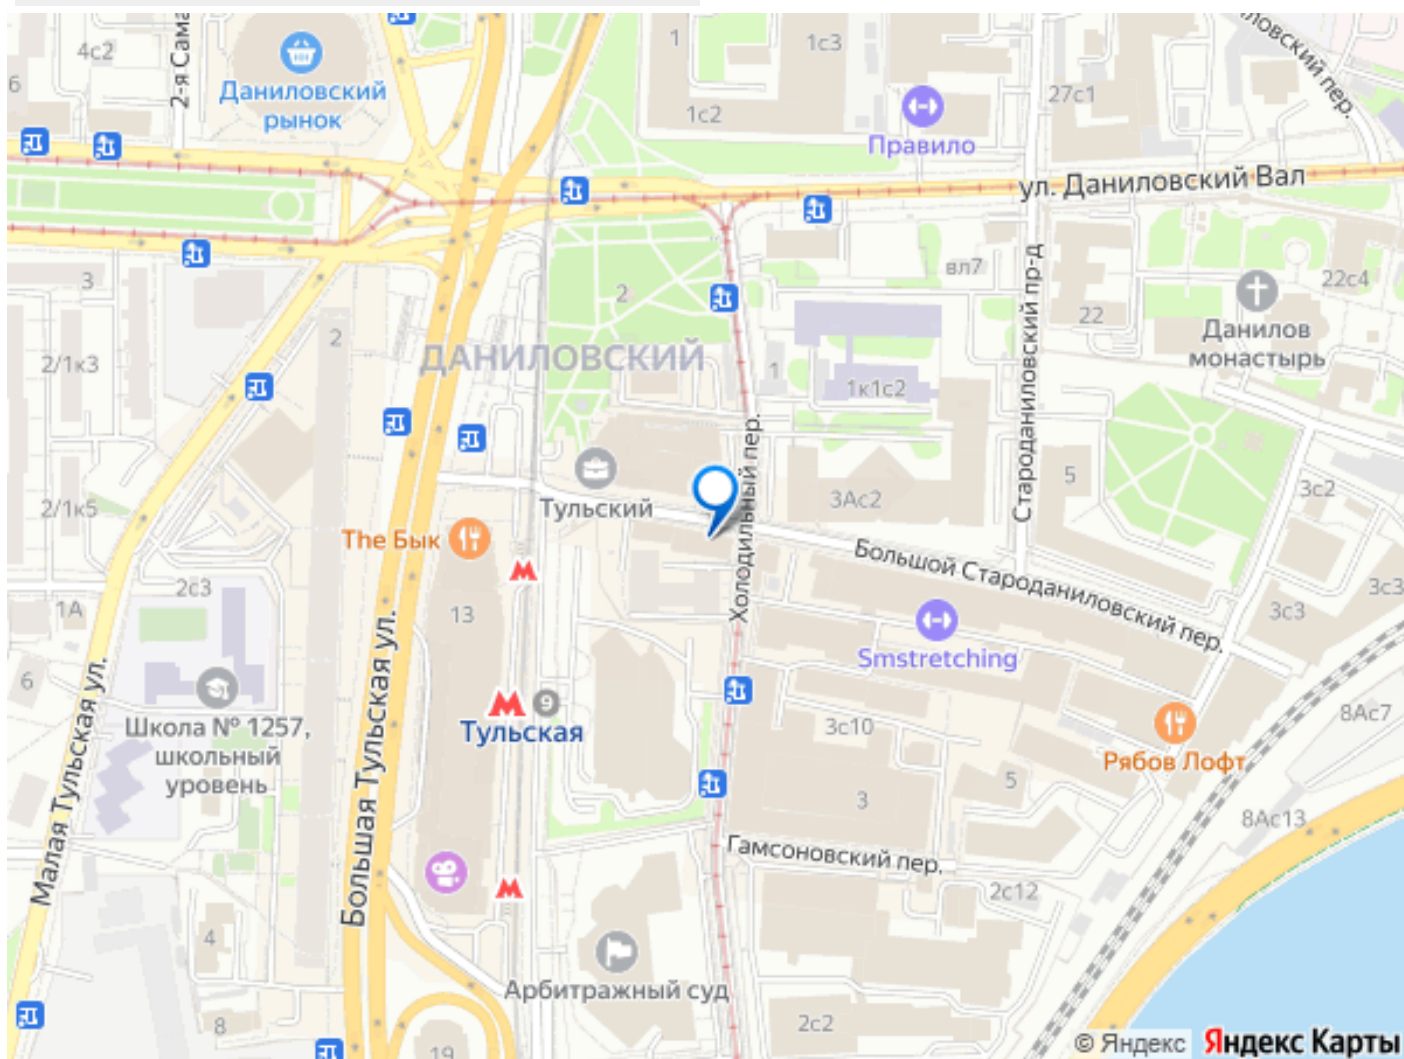 4с2
2-я Сама
6
Даниловский
рынок
1
1с3
1с2
Правило
27с1
ловский пер.
ул. Даниловский Вал
3
2
2
ДАНИЛОВСКИЙ
вл7
Староданиловский пр-д
22
22с4
Данилов
монастырь
2/1к3
1
1к1с2
2/1к5
Тульский
Холодильный пер.
3Ас2
5
3с2
The Бык
Большой Староданиловский пер.
2с3
1А
13
3с3
3с3
6
Малая Тульская ул.
Большая Тульская ул.
Smstretching
Школа № 1257,
школьный
уровень
9
Тульская
3с10
8Ас7
Рябов Лофт
5
3
8Ас13
Гамсоновский пер.
2с12
4
Арбитражный суд
8
19
2с2
© Яндекс Яндекс Карты